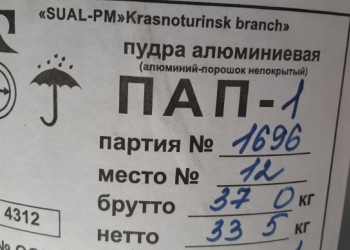 «SUAL-PM»Krasnoturinsk branch»
пудра алюминиевая
(алюминий-порошок непокрытый)
ПАП-1
партия № 1696
место № 12
брутто 37 0 кг
4312
нетто 33 5 кг